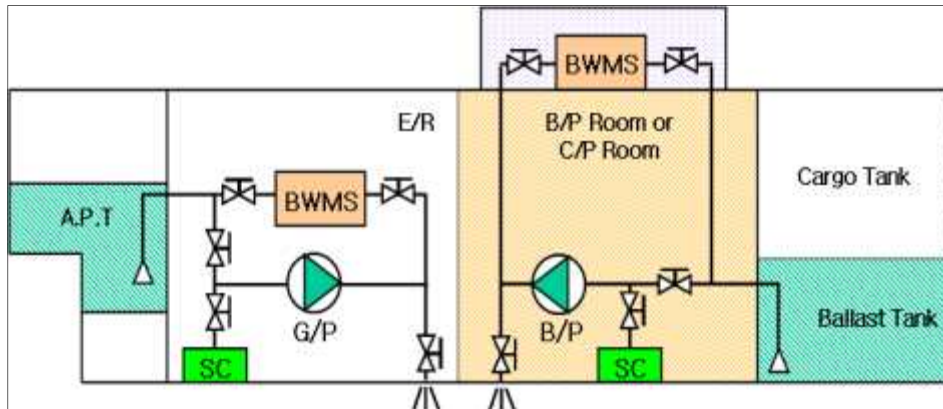 BWMS
E/R
B/P Room or
C/P Room
Cargo Tank
A.P.T
BWMS
G/P
B/P
Ballast Tank
SC
SC